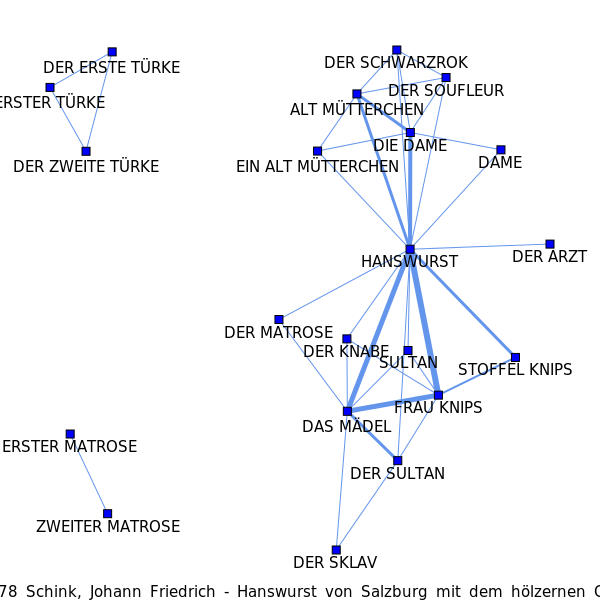 DER SCHWARZROK
DER ERSTE TÜRKE
DER SOUFLEUR
ERSTER TÜRKE
ALT MÜTTERCHEN
DIE DAME
DAME
DER ZWEITE TÜRKE
EIN ALT MÜTTERCHEN
DER ARZT
HANSWURST
DER MATROSE
DER KNABE
SULTAN
STOFFEL KNIPS
FRAU KNIPS
DAS MÄDEL
ERSTER MATROSE
DER SULTAN
ZWEITER MATROSE
DER SKLAV
78 Schink, Johann Friedrich - Hanswurst von Salzburg mit dem hölzernen